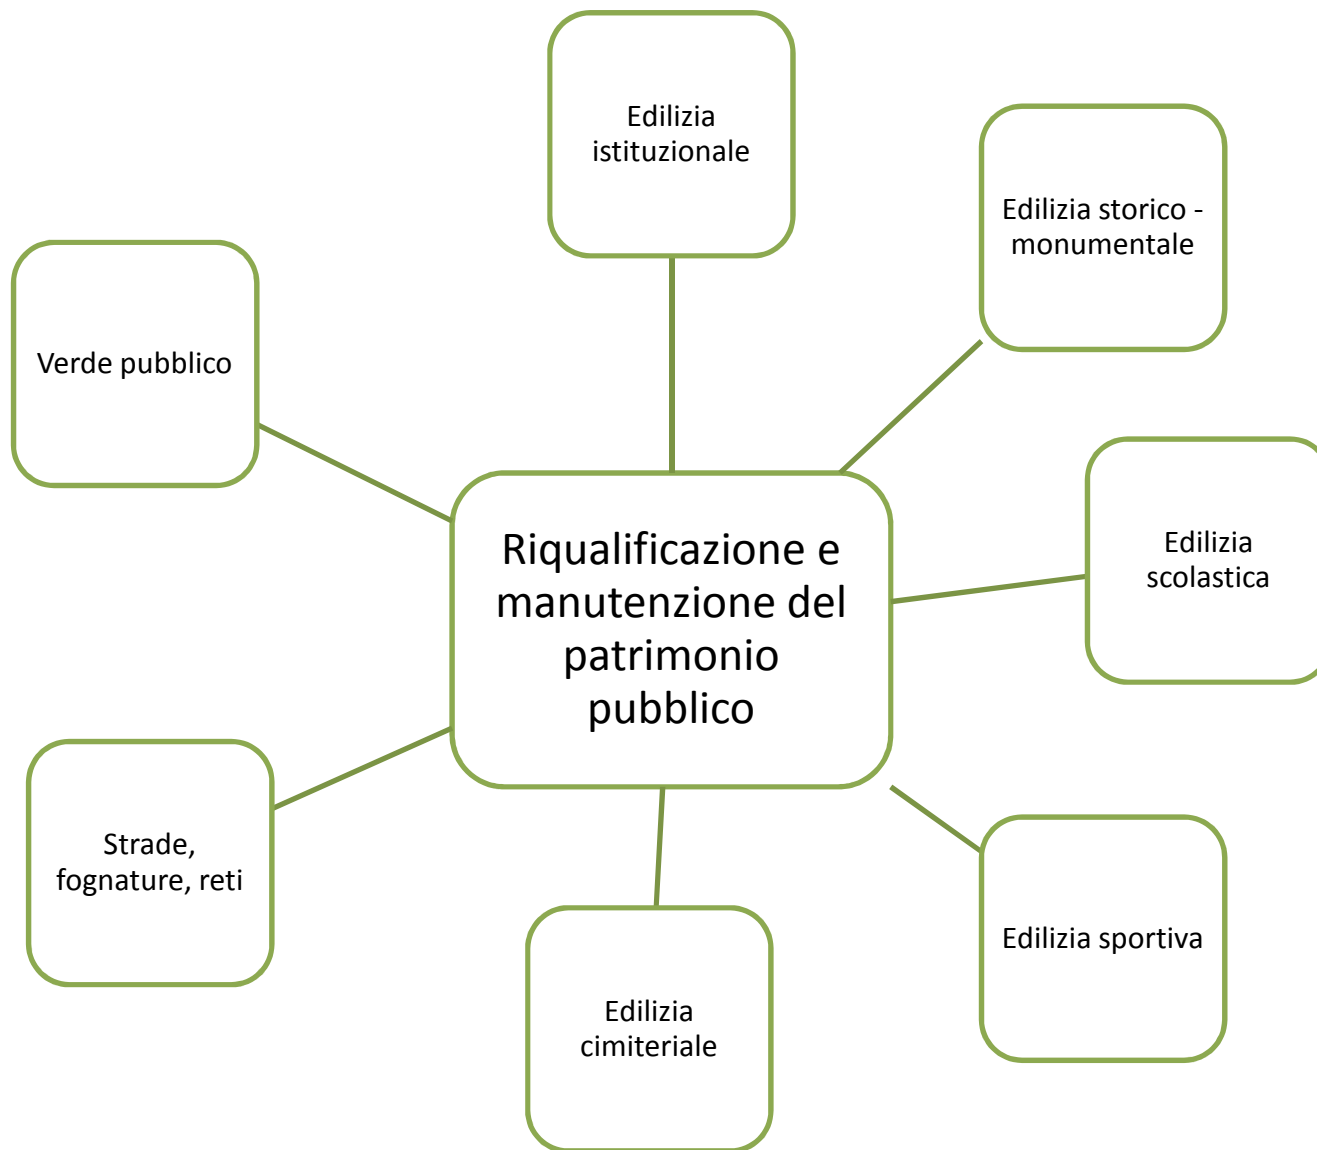 Edilizia
istituzionale
Edilizia storico -
monumentale
Verde pubblico
Edilizia
scolastica
Riqualificazione e
manutenzione del
patrimonio
pubblico
Strade,
fognature, reti
Edilizia sportiva
Edilizia
cimiteriale